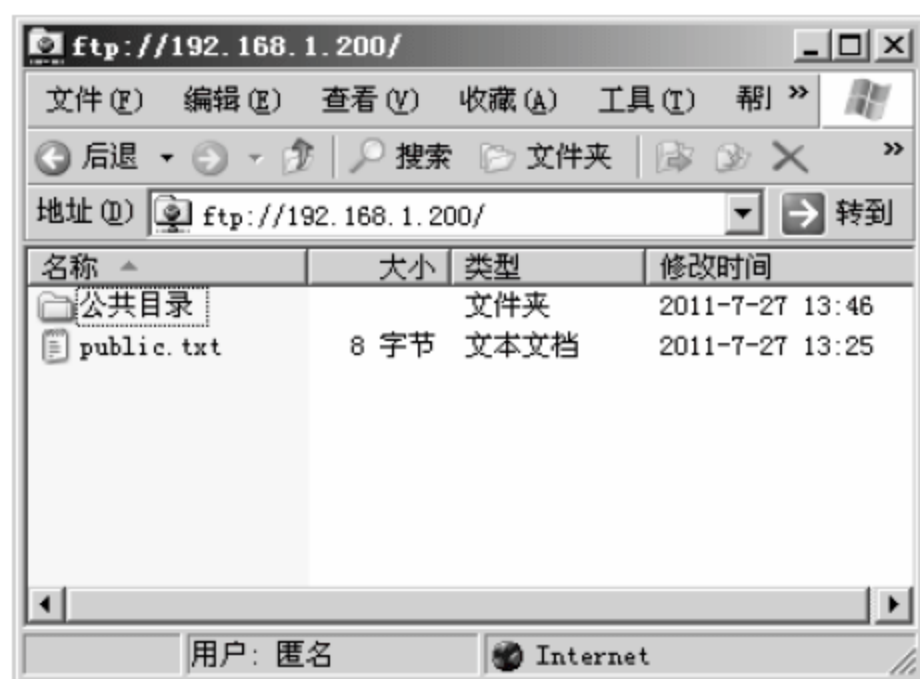 ftp://192.168.1.200/
文件(F) 编辑(E) 查看(V) 收藏(A) 工具(T) 帮 »
后退 搜索 文件夹 »
地址(D) ftp://192.168.1.200/ 转到
名称 大小 类型 修改时间
公共目录 文件夹 2011-7-27 13:46
public.txt 8 字节 文本文档 2011-7-27 13:25
用户: 匿名 Internet